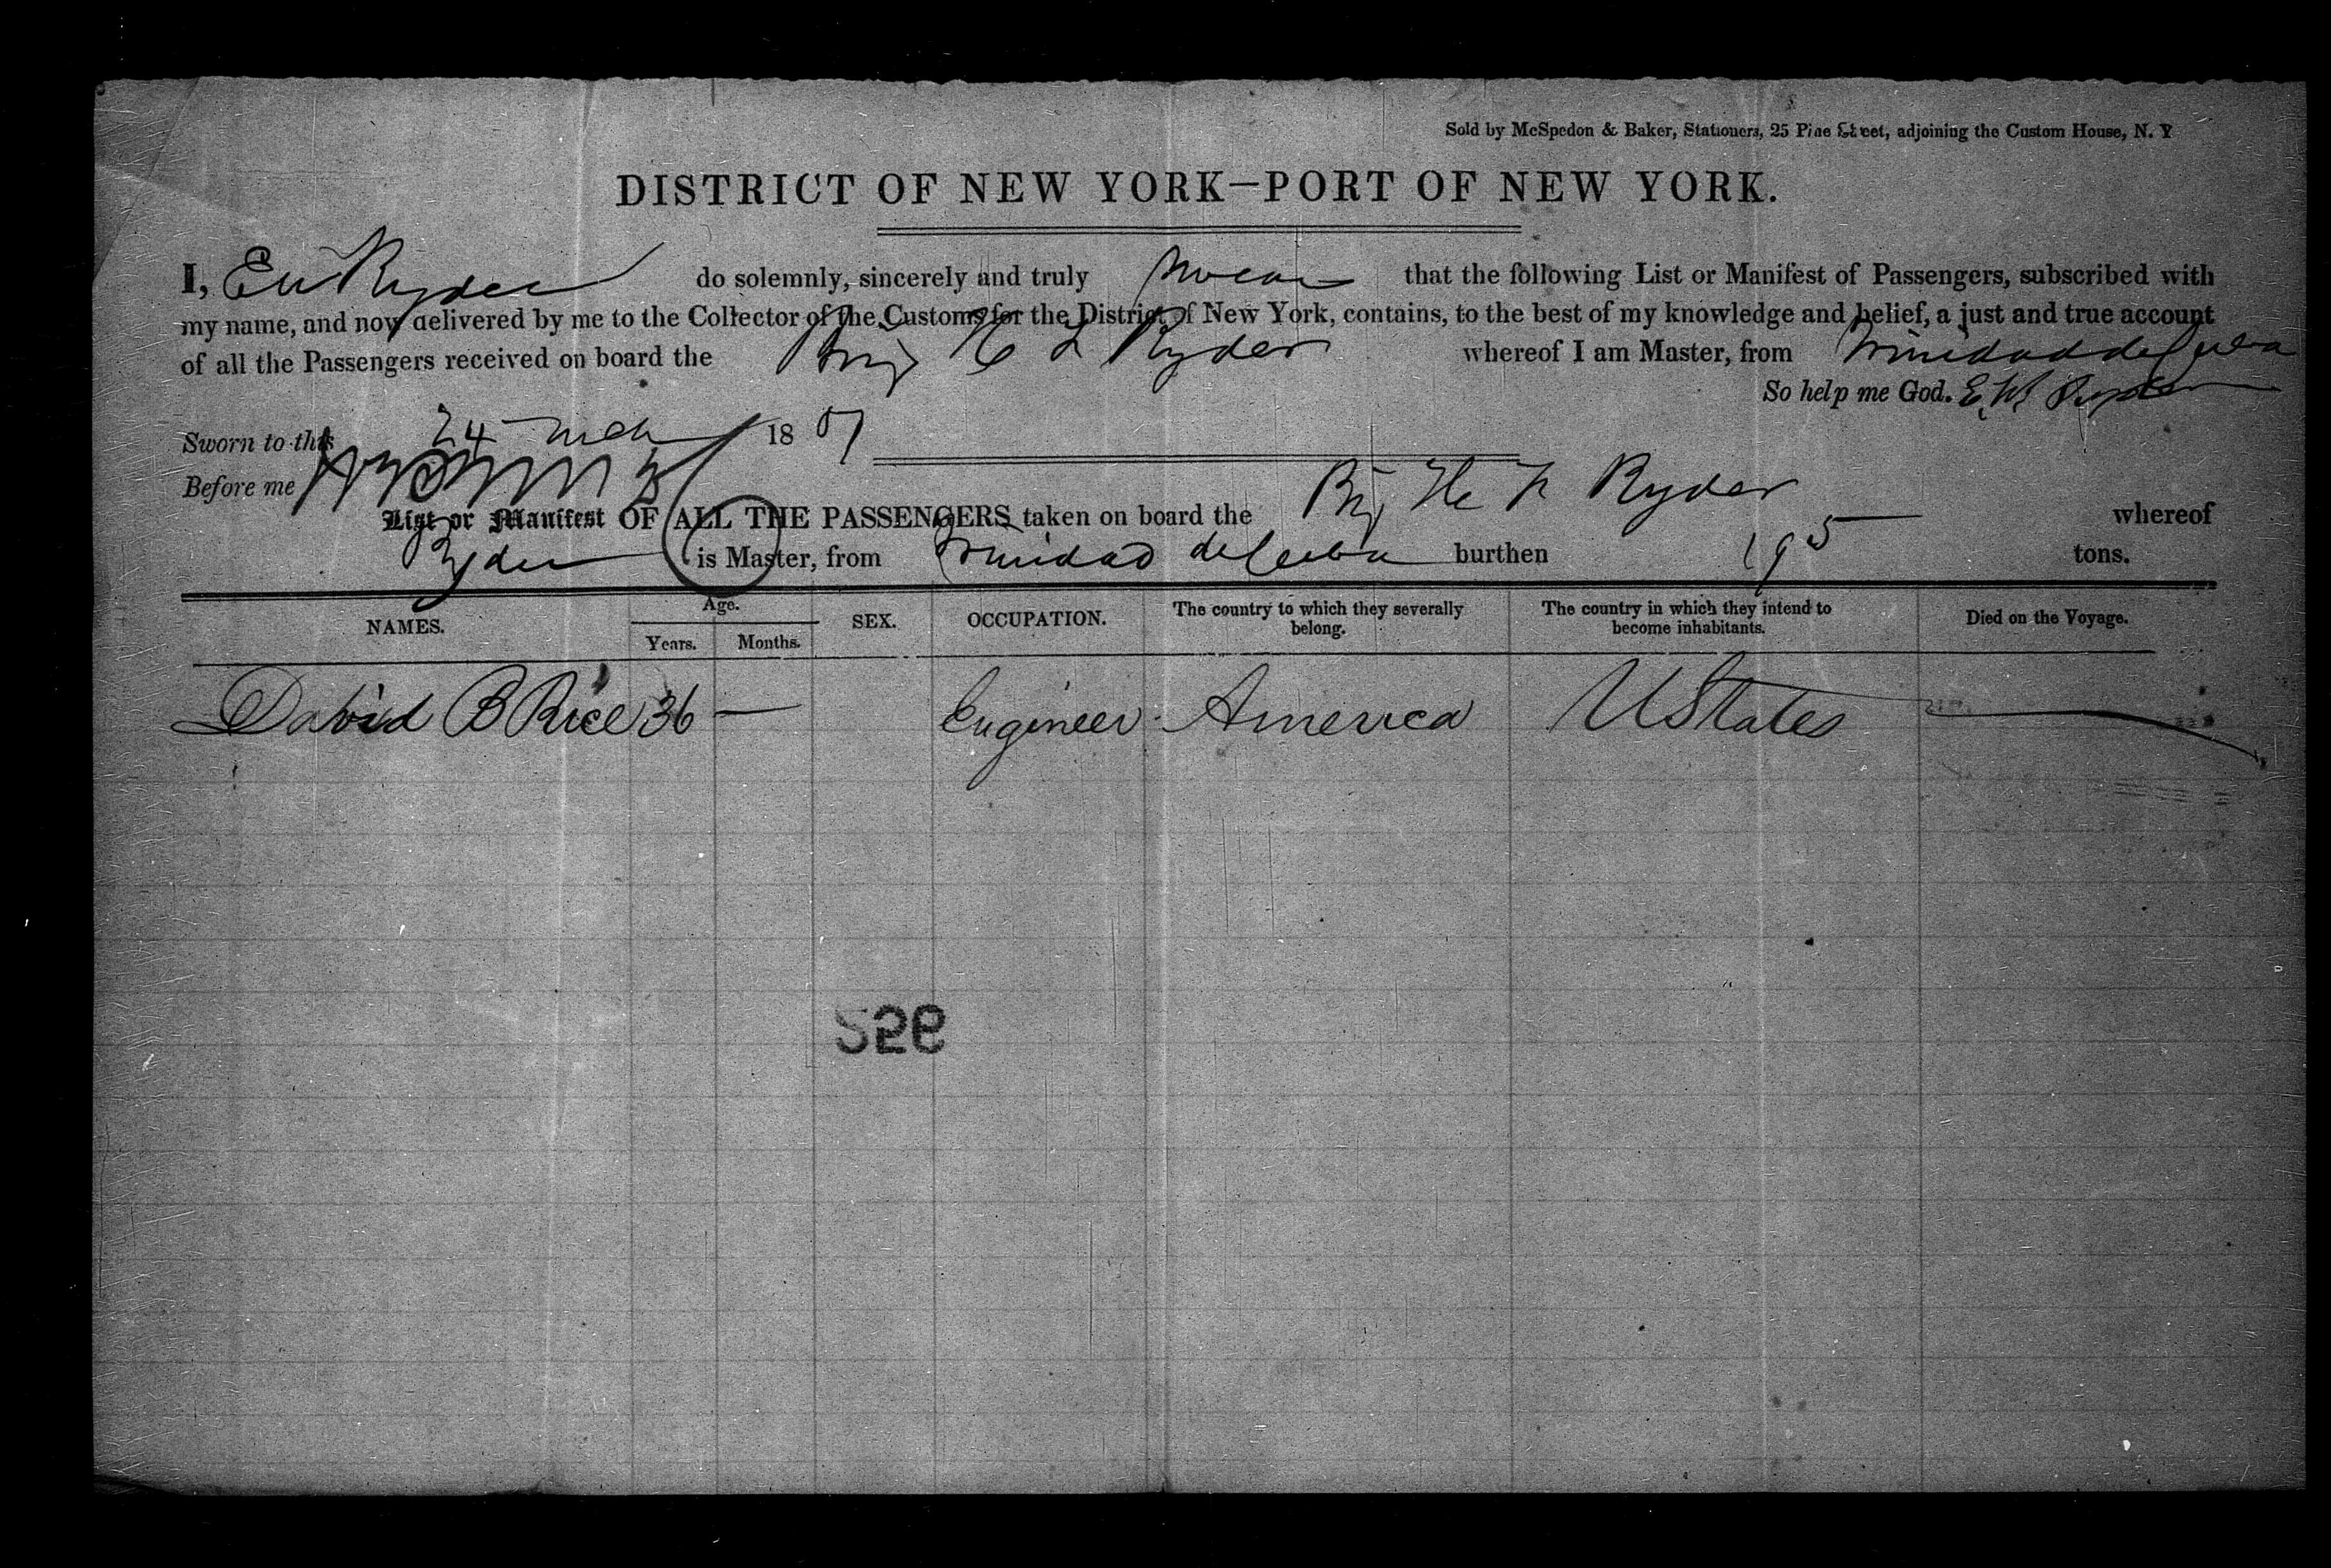 Sold by McSpedon & Baker, Stationers, 25 Pine Street, adjoining the Custom House, N. Y
DISTRICT OF NEW YORK—PORT OF NEW YORK.
I, Ryder do solemnly, sincerely and truly swear that the following List or Manifest of Passengers, subscribed with
my name, and now delivered by me to the Collector of the Customs for the District of New York, contains, to the best of my knowledge and belief, a just and true account
of all the Passengers received on board the Brig Ryder whereof I am Master, from Trinidad de Cuba
So help me God. E W Ryder
Sworn to this 24 18
Before me
List or Manifest OF ALL THE PASSENGERS taken on board the Brig Ryder whereof
Ryder is Master, from Trinidad de Cuba burthen 195 tons.
NAMES. Age. SEX. OCCUPATION. The country to which they severally belong. The country in which they intend to become inhabitants. Died on the Voyage.
Years. Months.
David B Rice 36 — Engineer America U States —
952